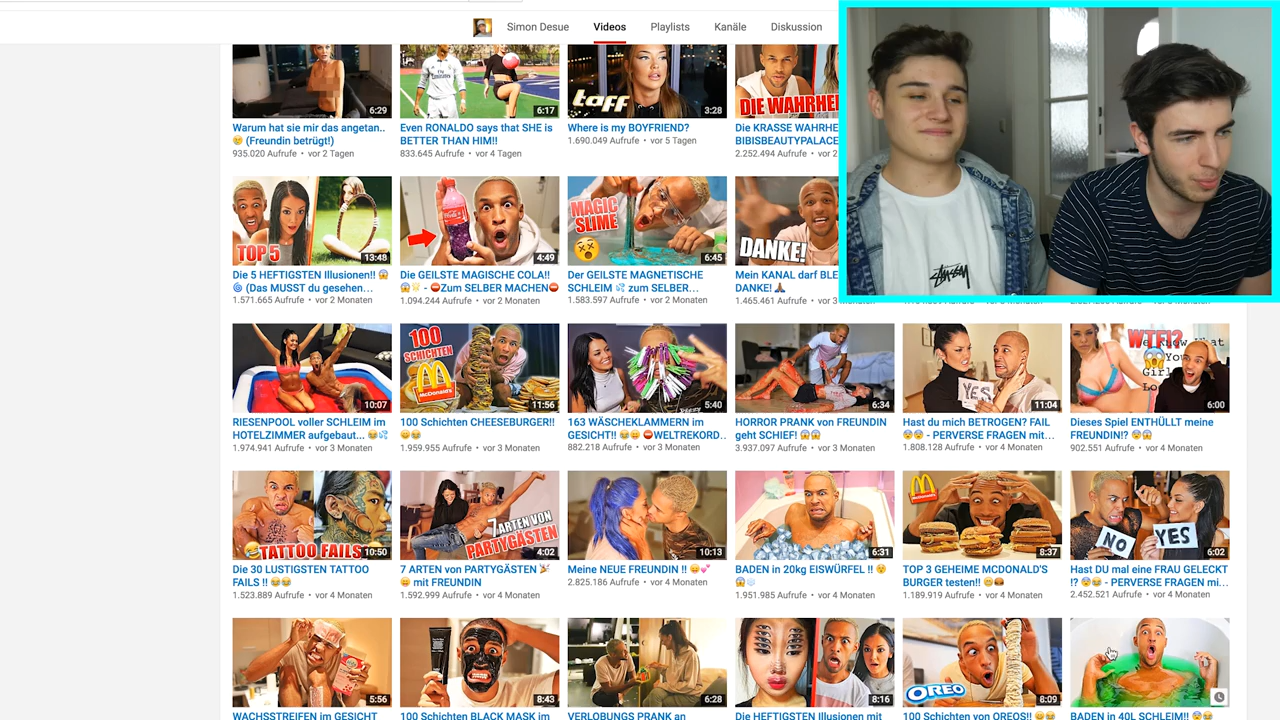 Simon Desue Videos Playlists Kanäle Diskussion
taff
DIE WAHRHEI
6:29 6:17 3:28
Warum hat sie mir das angetan.. Even RONALDO says that SHE is Where is my BOYFRIEND? Die KRASSE WAHRHE
(Freundin betrügt!) BETTER THAN HIM!! BIBISBEAUTYPALACE
935.020 Aufrufe • vor 2 Tagen 833.645 Aufrufe • vor 4 Tagen 1.690.049 Aufrufe • vor 5 Tagen 2.252.494 Aufrufe • vor 2
STUSSY
MAGIC
SLIME
TOP 5
DANKE!
13:48 4:49 6:45
Die 5 HEFTIGSTEN Illusionen!! 😱 Die GEILSTE MAGISCHE COLA!! Der GEILSTE MAGNETISCHE Mein KANAL darf BLE
🌀 (Das MUSST du gesehen... 😱🌟 - ⛔Zum SELBER MACHEN⛔ SCHLEIM 💦 zum SELBER... DANKE! 🙏
1.571.665 Aufrufe • vor 2 Monaten 1.094.244 Aufrufe • vor 2 Monaten 1.583.597 Aufrufe • vor 2 Monaten 1.465.461 Aufrufe • vor 3
100
SCHICHTEN
McDonald's
YES
WTF!?
10:07 11:56 5:40 6:34 11:04 6:00
RIESENPOOL voller SCHLEIM im 100 Schichten CHEESEBURGER!! 163 WÄSCHEKLAMMERN im HORROR PRANK von FREUNDIN Hast du mich BETROGEN? FAIL Dieses Spiel ENTHÜLLT meine
HOTELZIMMER aufgebaut... 😂💦 😄😂 GESICHT! 😂😄 ⛔WELTREKORD.. geht SCHIEF! 😱😱 😨😨 - PERVERSE FRAGEN mit... FREUNDIN!? 😨😱
1.974.941 Aufrufe • vor 3 Monaten 1.959.955 Aufrufe • vor 3 Monaten 882.218 Aufrufe • vor 3 Monaten 3.937.097 Aufrufe • vor 3 Monaten 1.808.128 Aufrufe • vor 4 Monaten 902.551 Aufrufe • vor 4 Monaten
TATTOO FAILS
7 ARTEN VON
PARTYGÄSTEN
NO YES
10:50 4:02 10:13 6:31 8:37 6:02
Die 30 LUSTIGSTEN TATTOO 7 ARTEN von PARTYGÄSTEN 🎉 Meine NEUE FREUNDIN !! 😄💕 BADEN in 20kg EISWÜRFEL !! 😲 TOP 3 GEHEIME MCDONALD'S Hast DU mal eine FRAU GELECKT
FAILS !! 😂😂 😄 mit FREUNDIN 😱❄️ BURGER testen!! 😬🍔 !? 😨😂 - PERVERSE FRAGEN mi...
1.523.889 Aufrufe • vor 4 Monaten 1.592.999 Aufrufe • vor 4 Monaten 2.825.186 Aufrufe • vor 4 Monaten 1.951.985 Aufrufe • vor 4 Monaten 1.189.919 Aufrufe • vor 4 Monaten 2.452.521 Aufrufe • vor 4 Monaten
OREO
5:56 8:43 6:28 8:16 8:09
WACHSSTREIFEN im GESICHT 100 Schichten BLACK MASK im VERLOBUNGS PRANK an Die HEFTIGSTEN Illusionen mit 100 Schichten von OREOS!! 😄😂 BADEN in 40L SCHLEIM!! 😨😄